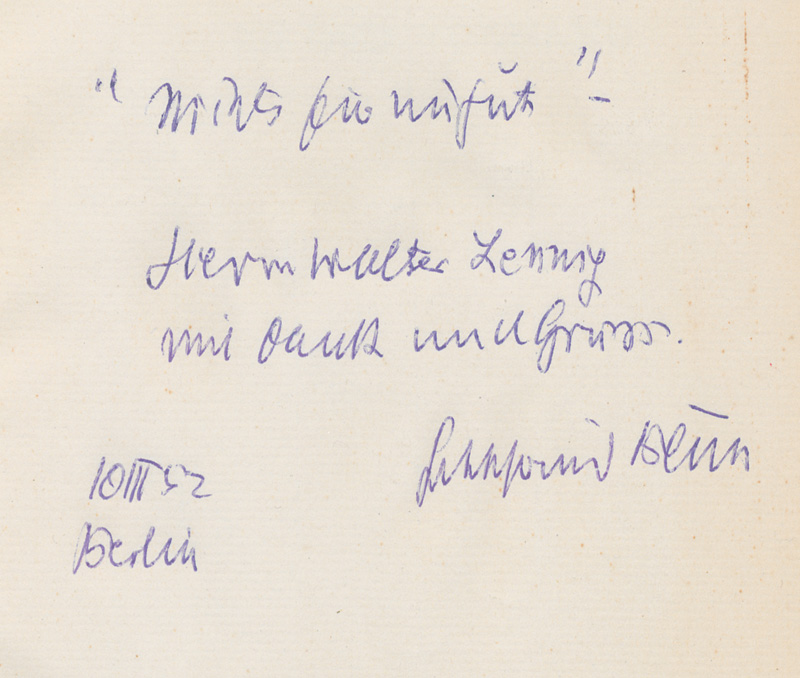 "Nichts für ungut" –
Herrn Walter Lennig
mit Dank und Gruss.
Gottfried Benn
10 III 52
Berlin